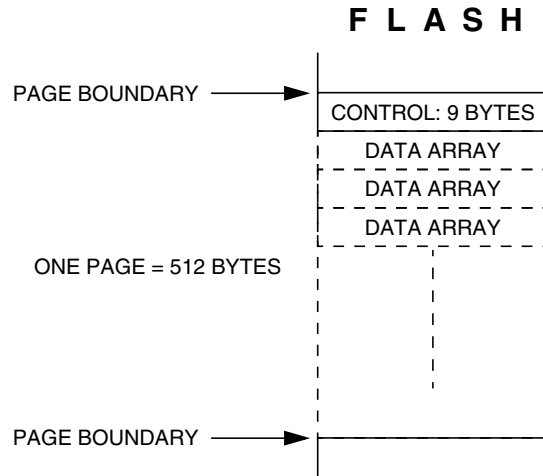 F L A S H
PAGE BOUNDARY
CONTROL: 9 BYTES
DATA ARRAY
DATA ARRAY
DATA ARRAY
ONE PAGE = 512 BYTES
PAGE BOUNDARY